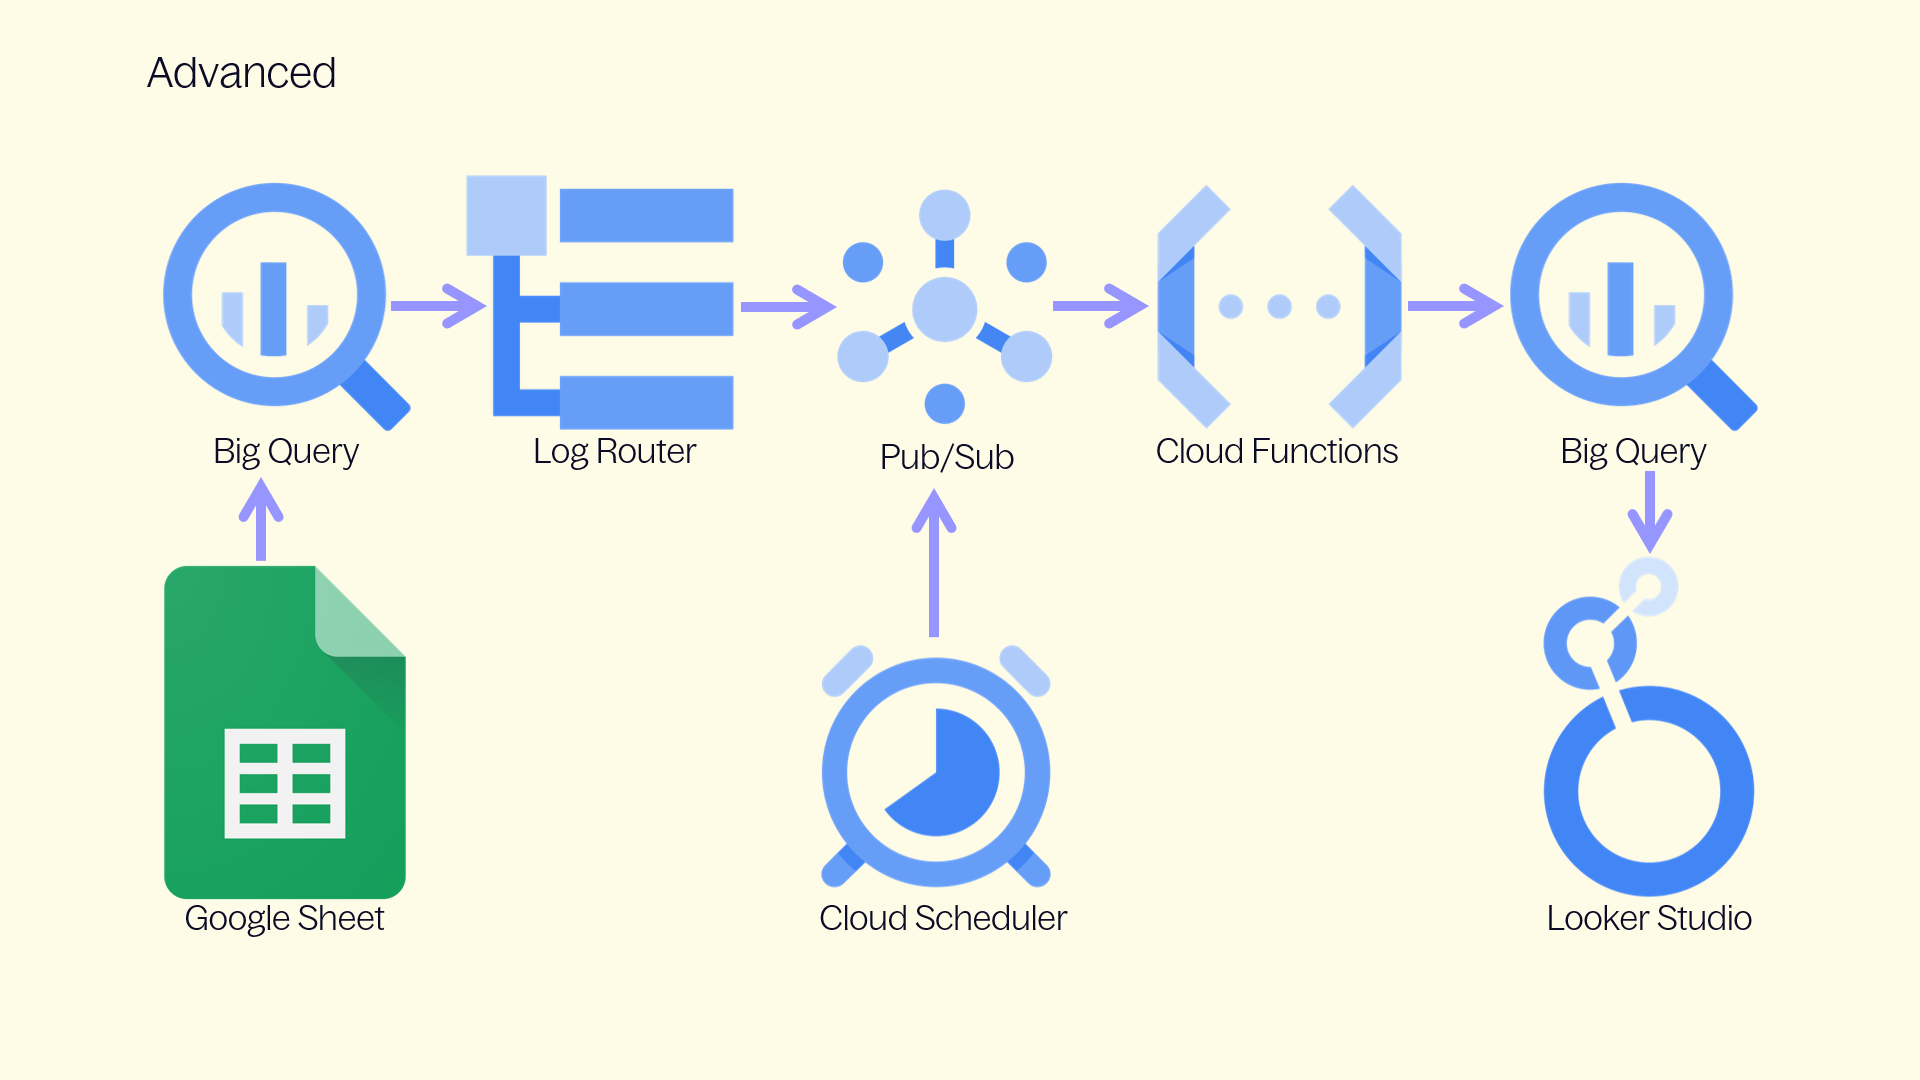 Advanced
Big Query
Log Router
Pub/Sub
Cloud Functions
Big Query
Google Sheet
Cloud Scheduler
Looker Studio